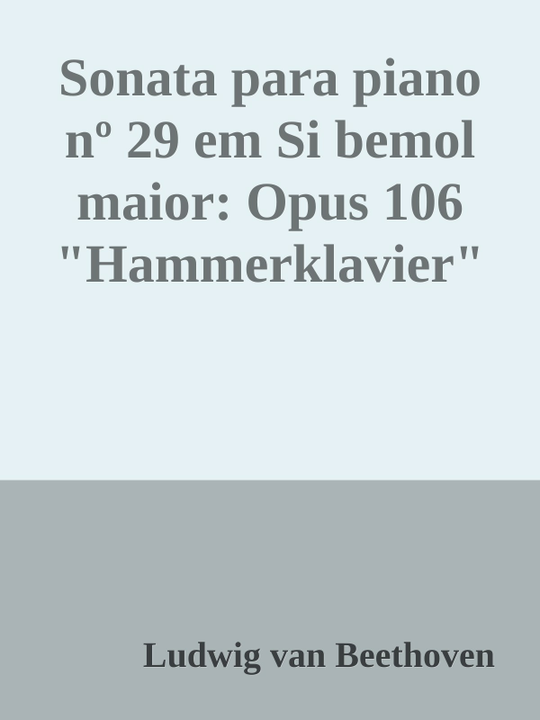 Sonata para piano
nº 29 em Si bemol
maior: Opus 106
"Hammerklavier"
Ludwig van Beethoven